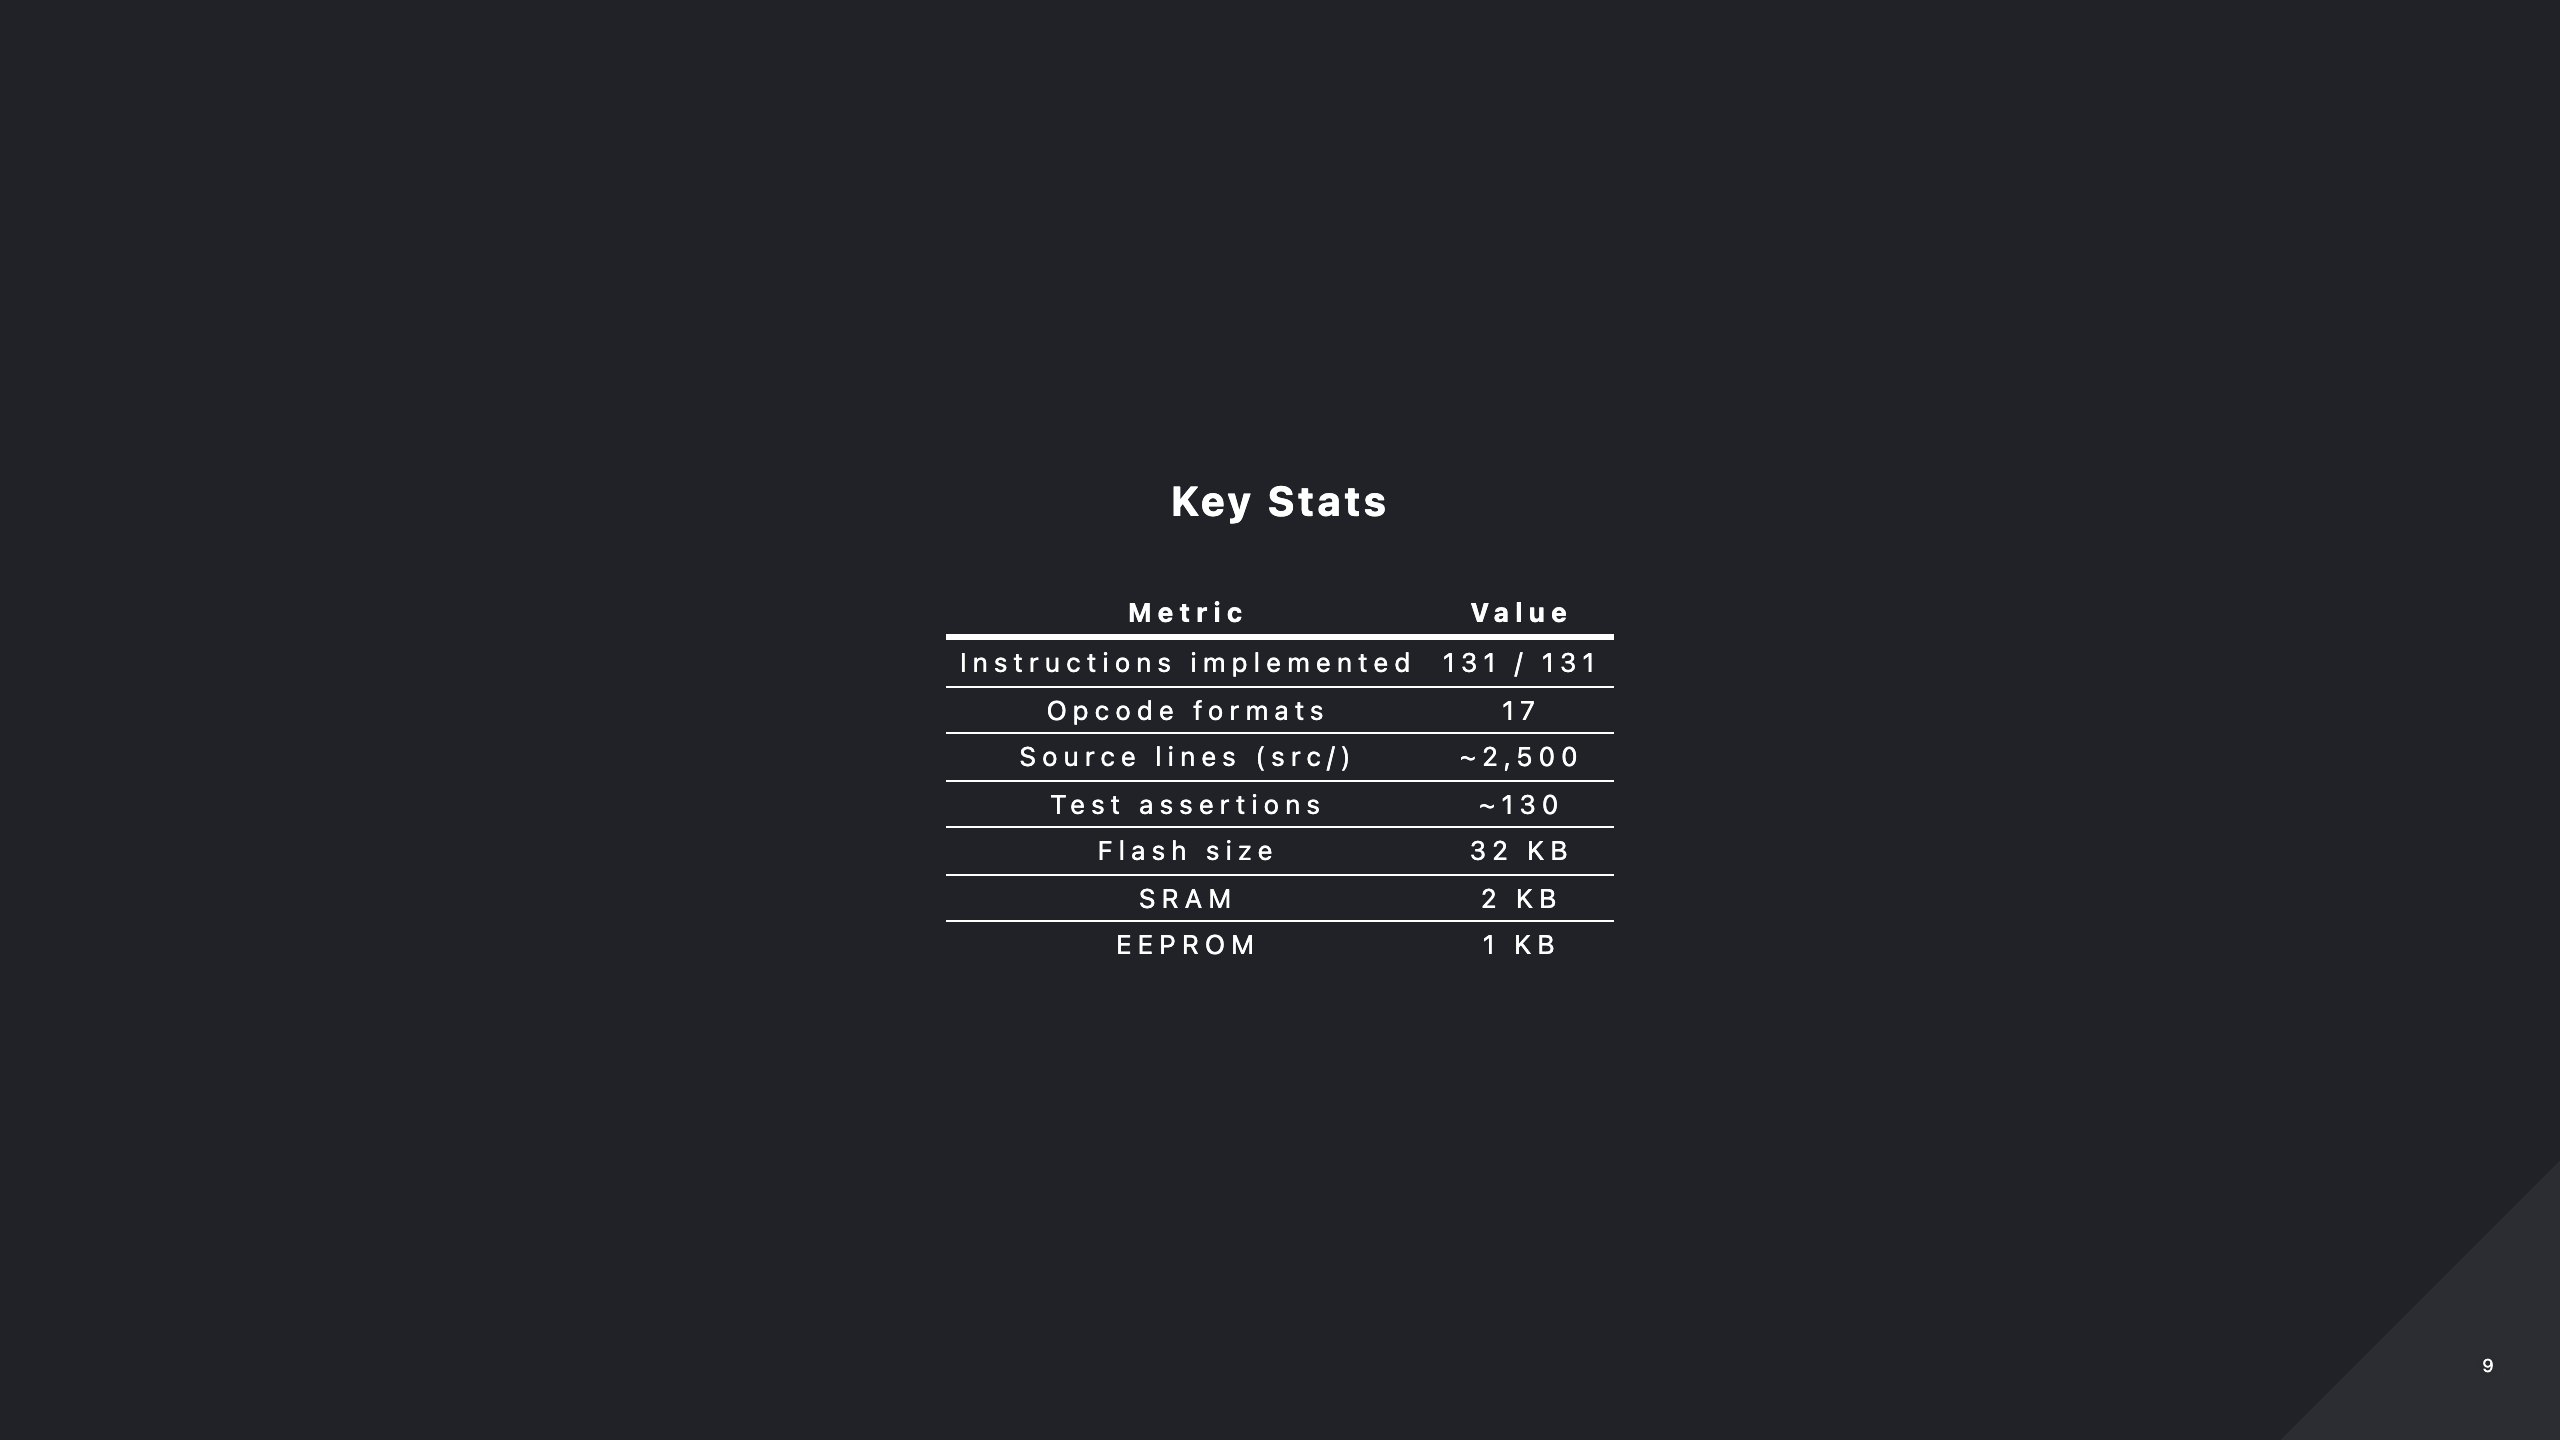 Key Stats
Metric Value
Instructions implemented 131 / 131
Opcode formats 17
Source lines (src/) ~2,500
Test assertions ~130
Flash size 32 KB
SRAM 2 KB
EEPROM 1 KB
9